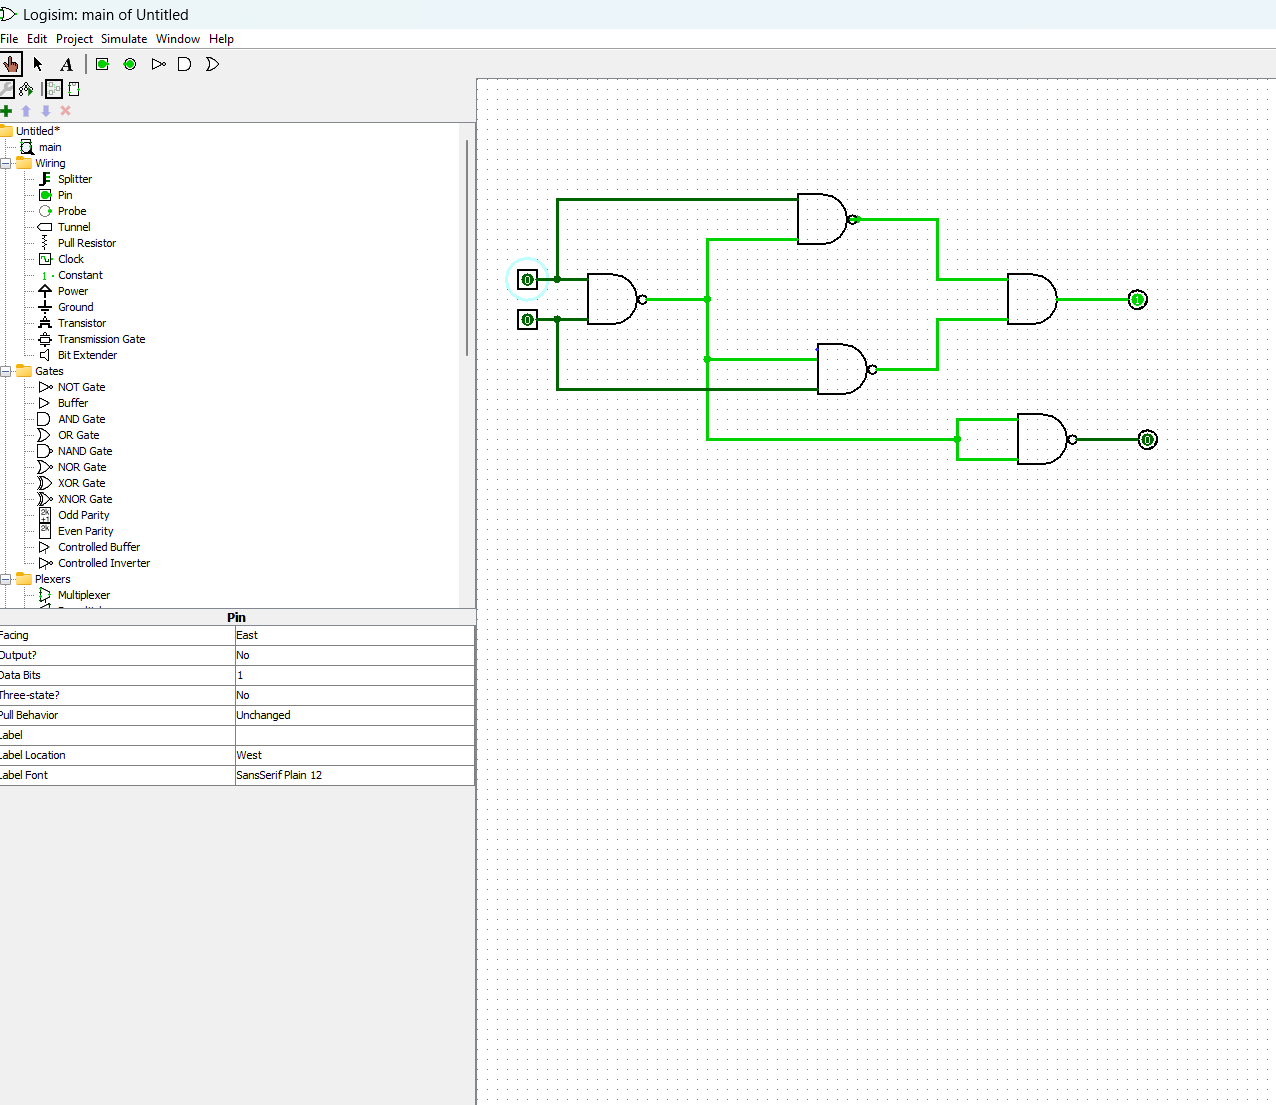 Logisim: main of Untitled
File Edit Project Simulate Window Help
A
Untitled*
main
Wiring
Splitter
Pin
Probe
Tunnel
Pull Resistor
Clock
1 Constant
Power
Ground
Transistor
Transmission Gate
Bit Extender
Gates
NOT Gate
Buffer
AND Gate
OR Gate
NAND Gate
NOR Gate
XOR Gate
XNOR Gate
2k+1 Odd Parity
2k Even Parity
Controlled Buffer
Controlled Inverter
Plexers
Multiplexer
Pin
Facing East
Output? No
Data Bits 1
Three-state? No
Pull Behavior Unchanged
Label
Label Location West
Label Font SansSerif Plain 12
0
0
1
0